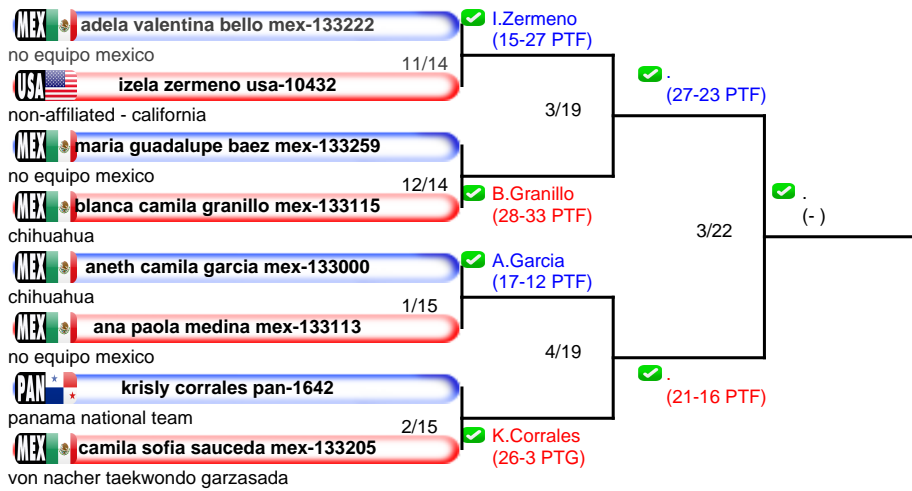 MEX adela valentina bello mex-133222
no equipo mexico
11/14
USA izela zermeno usa-10432
non-affiliated - california
I.Zermeno
(15-27 PTF)
MEX maria guadalupe baez mex-133259
no equipo mexico
12/14
MEX blanca camila granillo mex-133115
chihuahua
B.Granillo
(28-33 PTF)
3/19
.
(27-23 PTF)
MEX aneth camila garcia mex-133000
chihuahua
1/15
MEX ana paola medina mex-133113
no equipo mexico
A.Garcia
(17-12 PTF)
PAN krisly corrales pan-1642
panama national team
2/15
MEX camila sofia sauceda mex-133205
von nacher taekwondo garzasada
K.Corrales
(26-3 PTG)
4/19
.
(21-16 PTF)
3/22
.
(- )